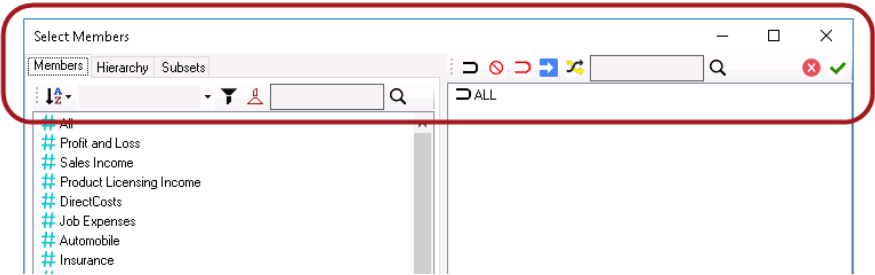 Select Members
Members Hierarchy Subsets
ALL
All
Profit and Loss
Sales Income
Product Licensing Income
DirectCosts
Job Expenses
Automobile
Insurance